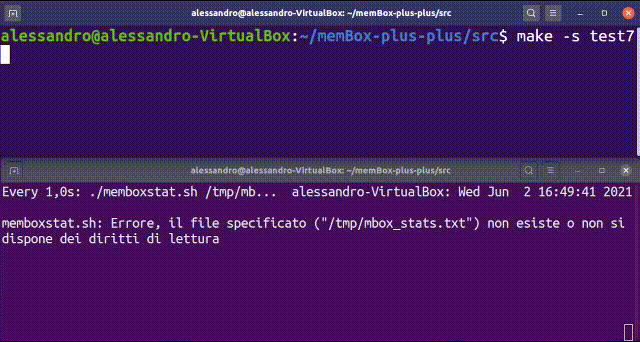 alessandro@alessandro-VirtualBox: ~/memBox-plus-plus/src
alessandro@alessandro-VirtualBox:~/memBox-plus-plus/src$ make -s test7
alessandro@alessandro-VirtualBox: ~/memBox-plus-plus/src
Every 1,0s: ./memboxstat.sh /tmp/mb... alessandro-VirtualBox: Wed Jun 2 16:49:41 2021
memboxstat.sh: Errore, il file specificato ("/tmp/mbox_stats.txt") non esiste o non si
dispone dei diritti di lettura